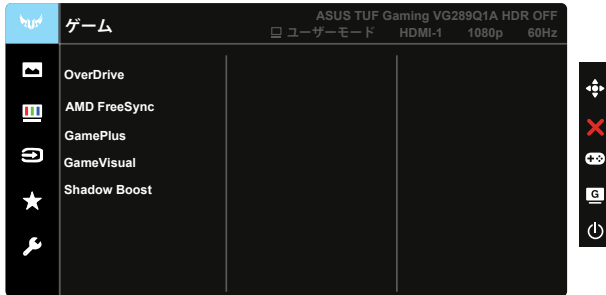 ゲーム
ASUS TUF Gaming VG289Q1A HDR OFF
ユーザーモード HDMI-1 1080p 60Hz
OverDrive
AMD FreeSync
GamePlus
GameVisual
Shadow Boost
G